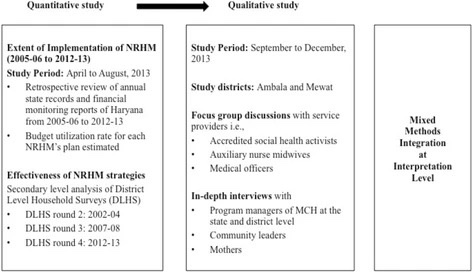 Quantitative study
Qualitative study
Extent of Implementation of NRHM
(2005-06 to 2012-13)
Study Period: April to August, 2013
• Retrospective review of annual
state records and financial
monitoring reports of Haryana
from 2005-06 to 2012-13
• Budget utilization rate for each
NRHM's plan estimated
Effectiveness of NRHM strategies
Secondary level analysis of District
Level Household Surveys (DLHS)
• DLHS round 2: 2002-04
• DLHS round 3: 2007-08
• DLHS round 4: 2012-13
Study Period: September to December,
2013
Study districts: Ambala and Mewat
Focus group discussions with service
providers i.e.,
• Accredited social health activists
• Auxiliary nurse midwives
• Medical officers
In-depth interviews with
• Program managers of MCH at the
state and district level
• Community leaders
• Mothers
Mixed
Methods
Integration
at
Interpretation
Level